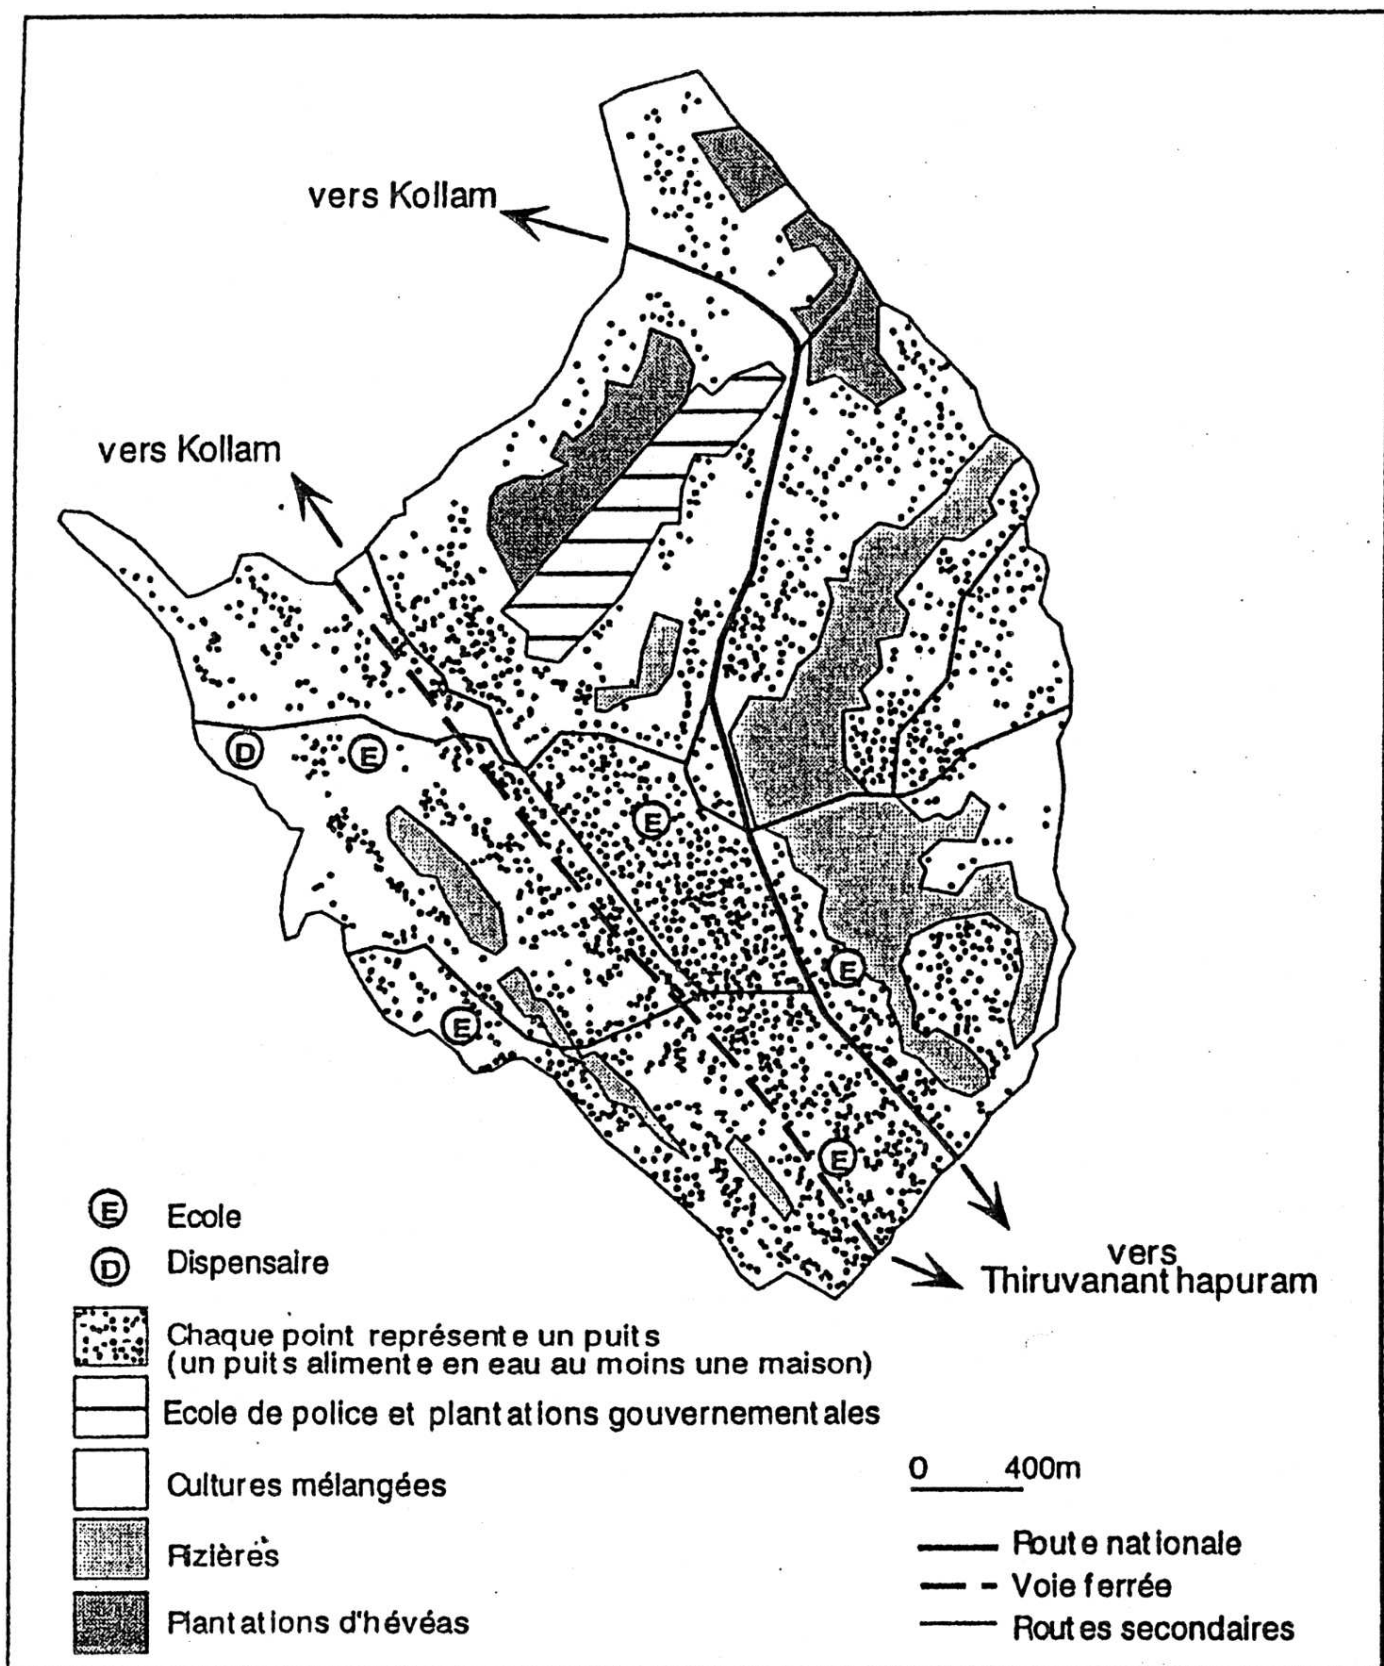 vers Kollam
vers Kollam
D
E
E
E
E
E
vers
Thiruvananthapuram
E Ecole
D Dispensaire
Chaque point représente un puits
(un puits alimente en eau au moins une maison)
Ecole de police et plantations gouvernementales
Cultures mélangées
Rizières
Plantations d'hévéas
0 400m
Route nationale
Voie ferrée
Routes secondaires